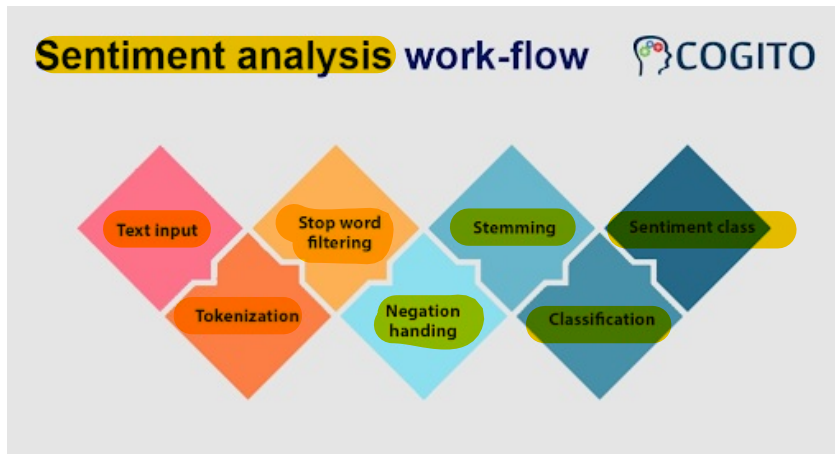 Sentiment analysis work-flow
COGITO
Text input
Tokenization
Stop word
filtering
Negation
handing
Stemming
Classification
Sentiment class